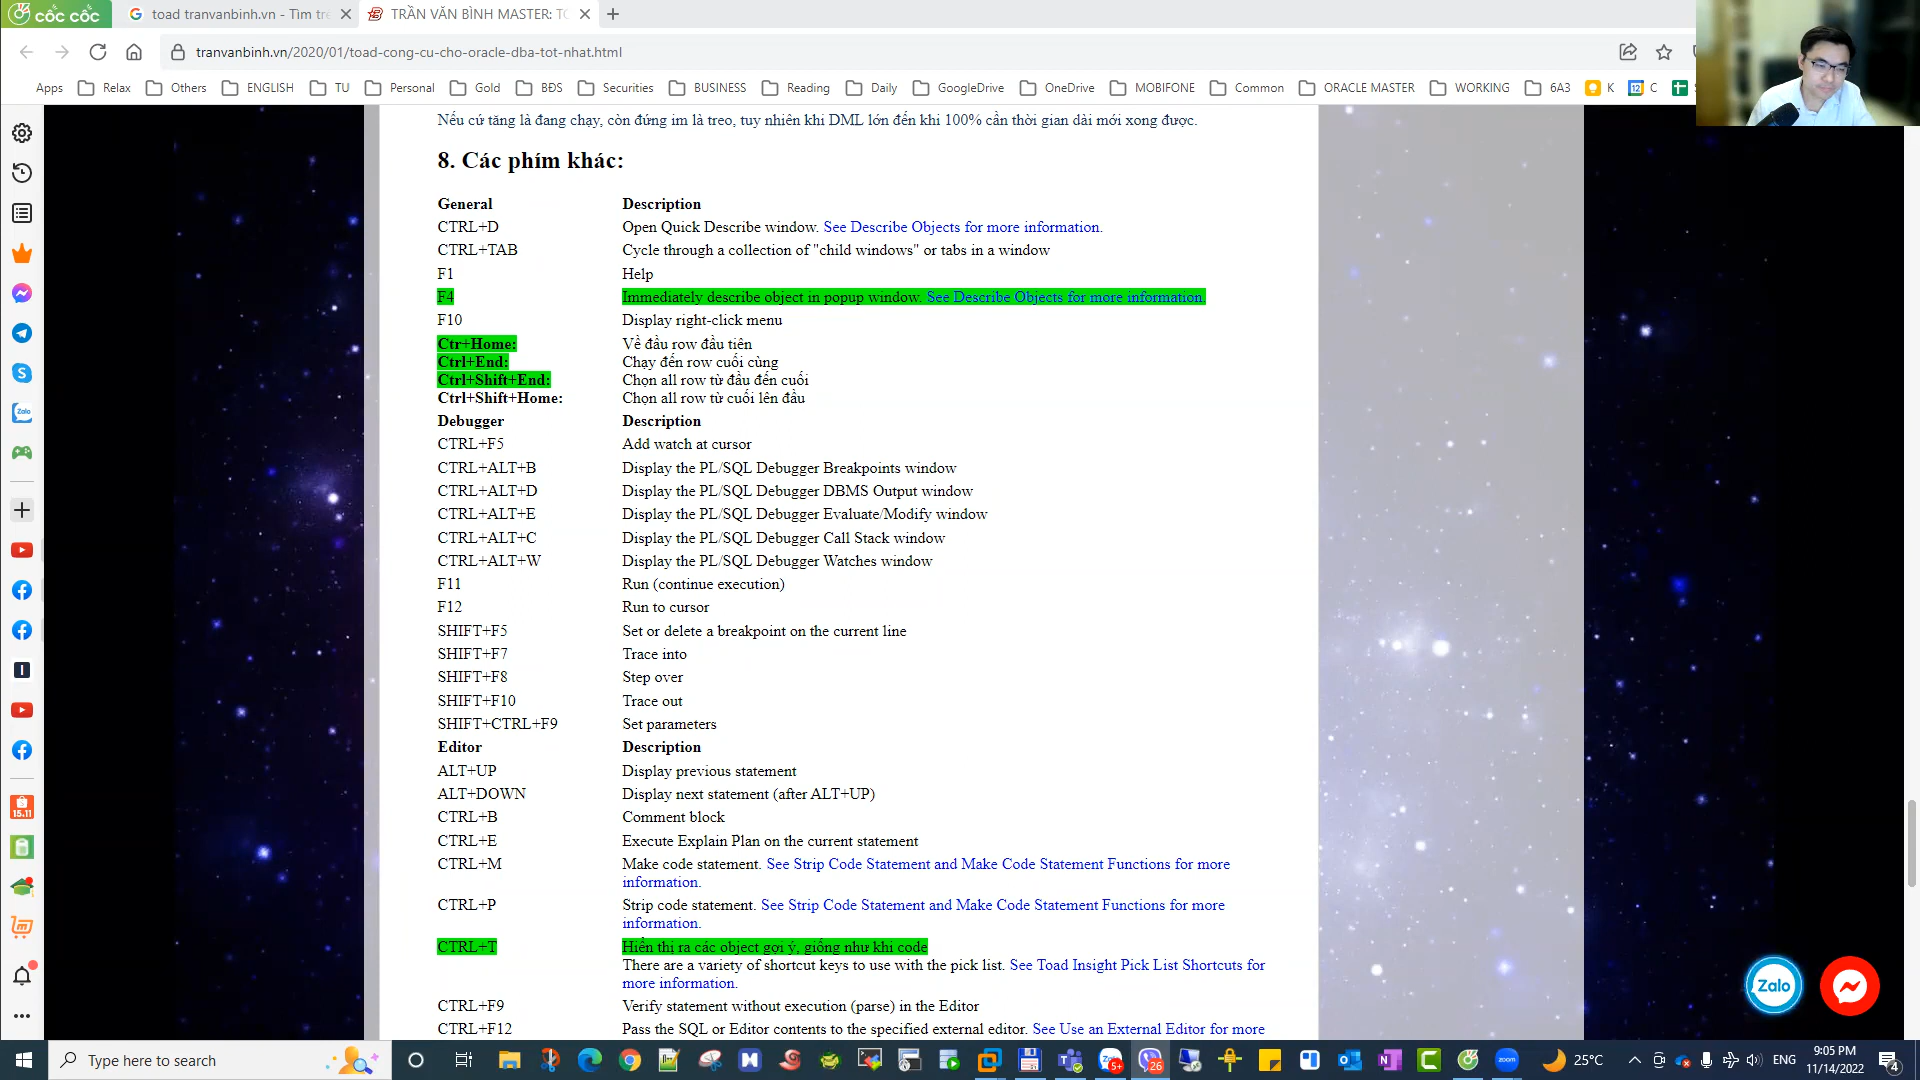 cốc cốc
toad tranvanbinh.vn - Tìm tr
TRẦN VĂN BÌNH MASTER: TO
tranvanbinh.vn/2020/01/toad-cong-cu-cho-oracle-dba-tot-nhat.html
Apps Relax Others ENGLISH TU Personal Gold BĐS Securities BUSINESS Reading Daily GoogleDrive OneDrive MOBIFONE Common ORACLE MASTER WORKING 6A3 K C
Nếu cứ tăng là đang chạy, còn đứng im là treo, tuy nhiên khi DML lớn đến khi 100% cần thời gian dài mới xong được.
8. Các phím khác:
General Description
CTRL+D Open Quick Describe window. See Describe Objects for more information.
CTRL+TAB Cycle through a collection of "child windows" or tabs in a window
F1 Help
F4 Immediately describe object in popup window. See Describe Objects for more information.
F10 Display right-click menu
Ctr+Home: Về đầu row đầu tiên
Ctrl+End: Chạy đến row cuối cùng
Ctrl+Shift+End: Chọn all row từ đầu đến cuối
Ctrl+Shift+Home: Chọn all row từ cuối lên đầu
Debugger Description
CTRL+F5 Add watch at cursor
CTRL+ALT+B Display the PL/SQL Debugger Breakpoints window
CTRL+ALT+D Display the PL/SQL Debugger DBMS Output window
CTRL+ALT+E Display the PL/SQL Debugger Evaluate/Modify window
CTRL+ALT+C Display the PL/SQL Debugger Call Stack window
CTRL+ALT+W Display the PL/SQL Debugger Watches window
F11 Run (continue execution)
F12 Run to cursor
SHIFT+F5 Set or delete a breakpoint on the current line
SHIFT+F7 Trace into
SHIFT+F8 Step over
SHIFT+F10 Trace out
SHIFT+CTRL+F9 Set parameters
Editor Description
ALT+UP Display previous statement
ALT+DOWN Display next statement (after ALT+UP)
CTRL+B Comment block
CTRL+E Execute Explain Plan on the current statement
CTRL+M Make code statement. See Strip Code Statement and Make Code Statement Functions for more
information.
CTRL+P Strip code statement. See Strip Code Statement and Make Code Statement Functions for more
information.
CTRL+T Hiển thị ra các object gợi ý, giống như khi code
There are a variety of shortcut keys to use with the pick list. See Toad Insight Pick List Shortcuts for
more information.
CTRL+F9 Verify statement without execution (parse) in the Editor
CTRL+F12 Pass the SQL or Editor contents to the specified external editor. See Use an External Editor for more
Zalo
Zalo
15.11
Type here to search
5+
26
zoom
25°C
ENG
9:05 PM
11/14/2022
4